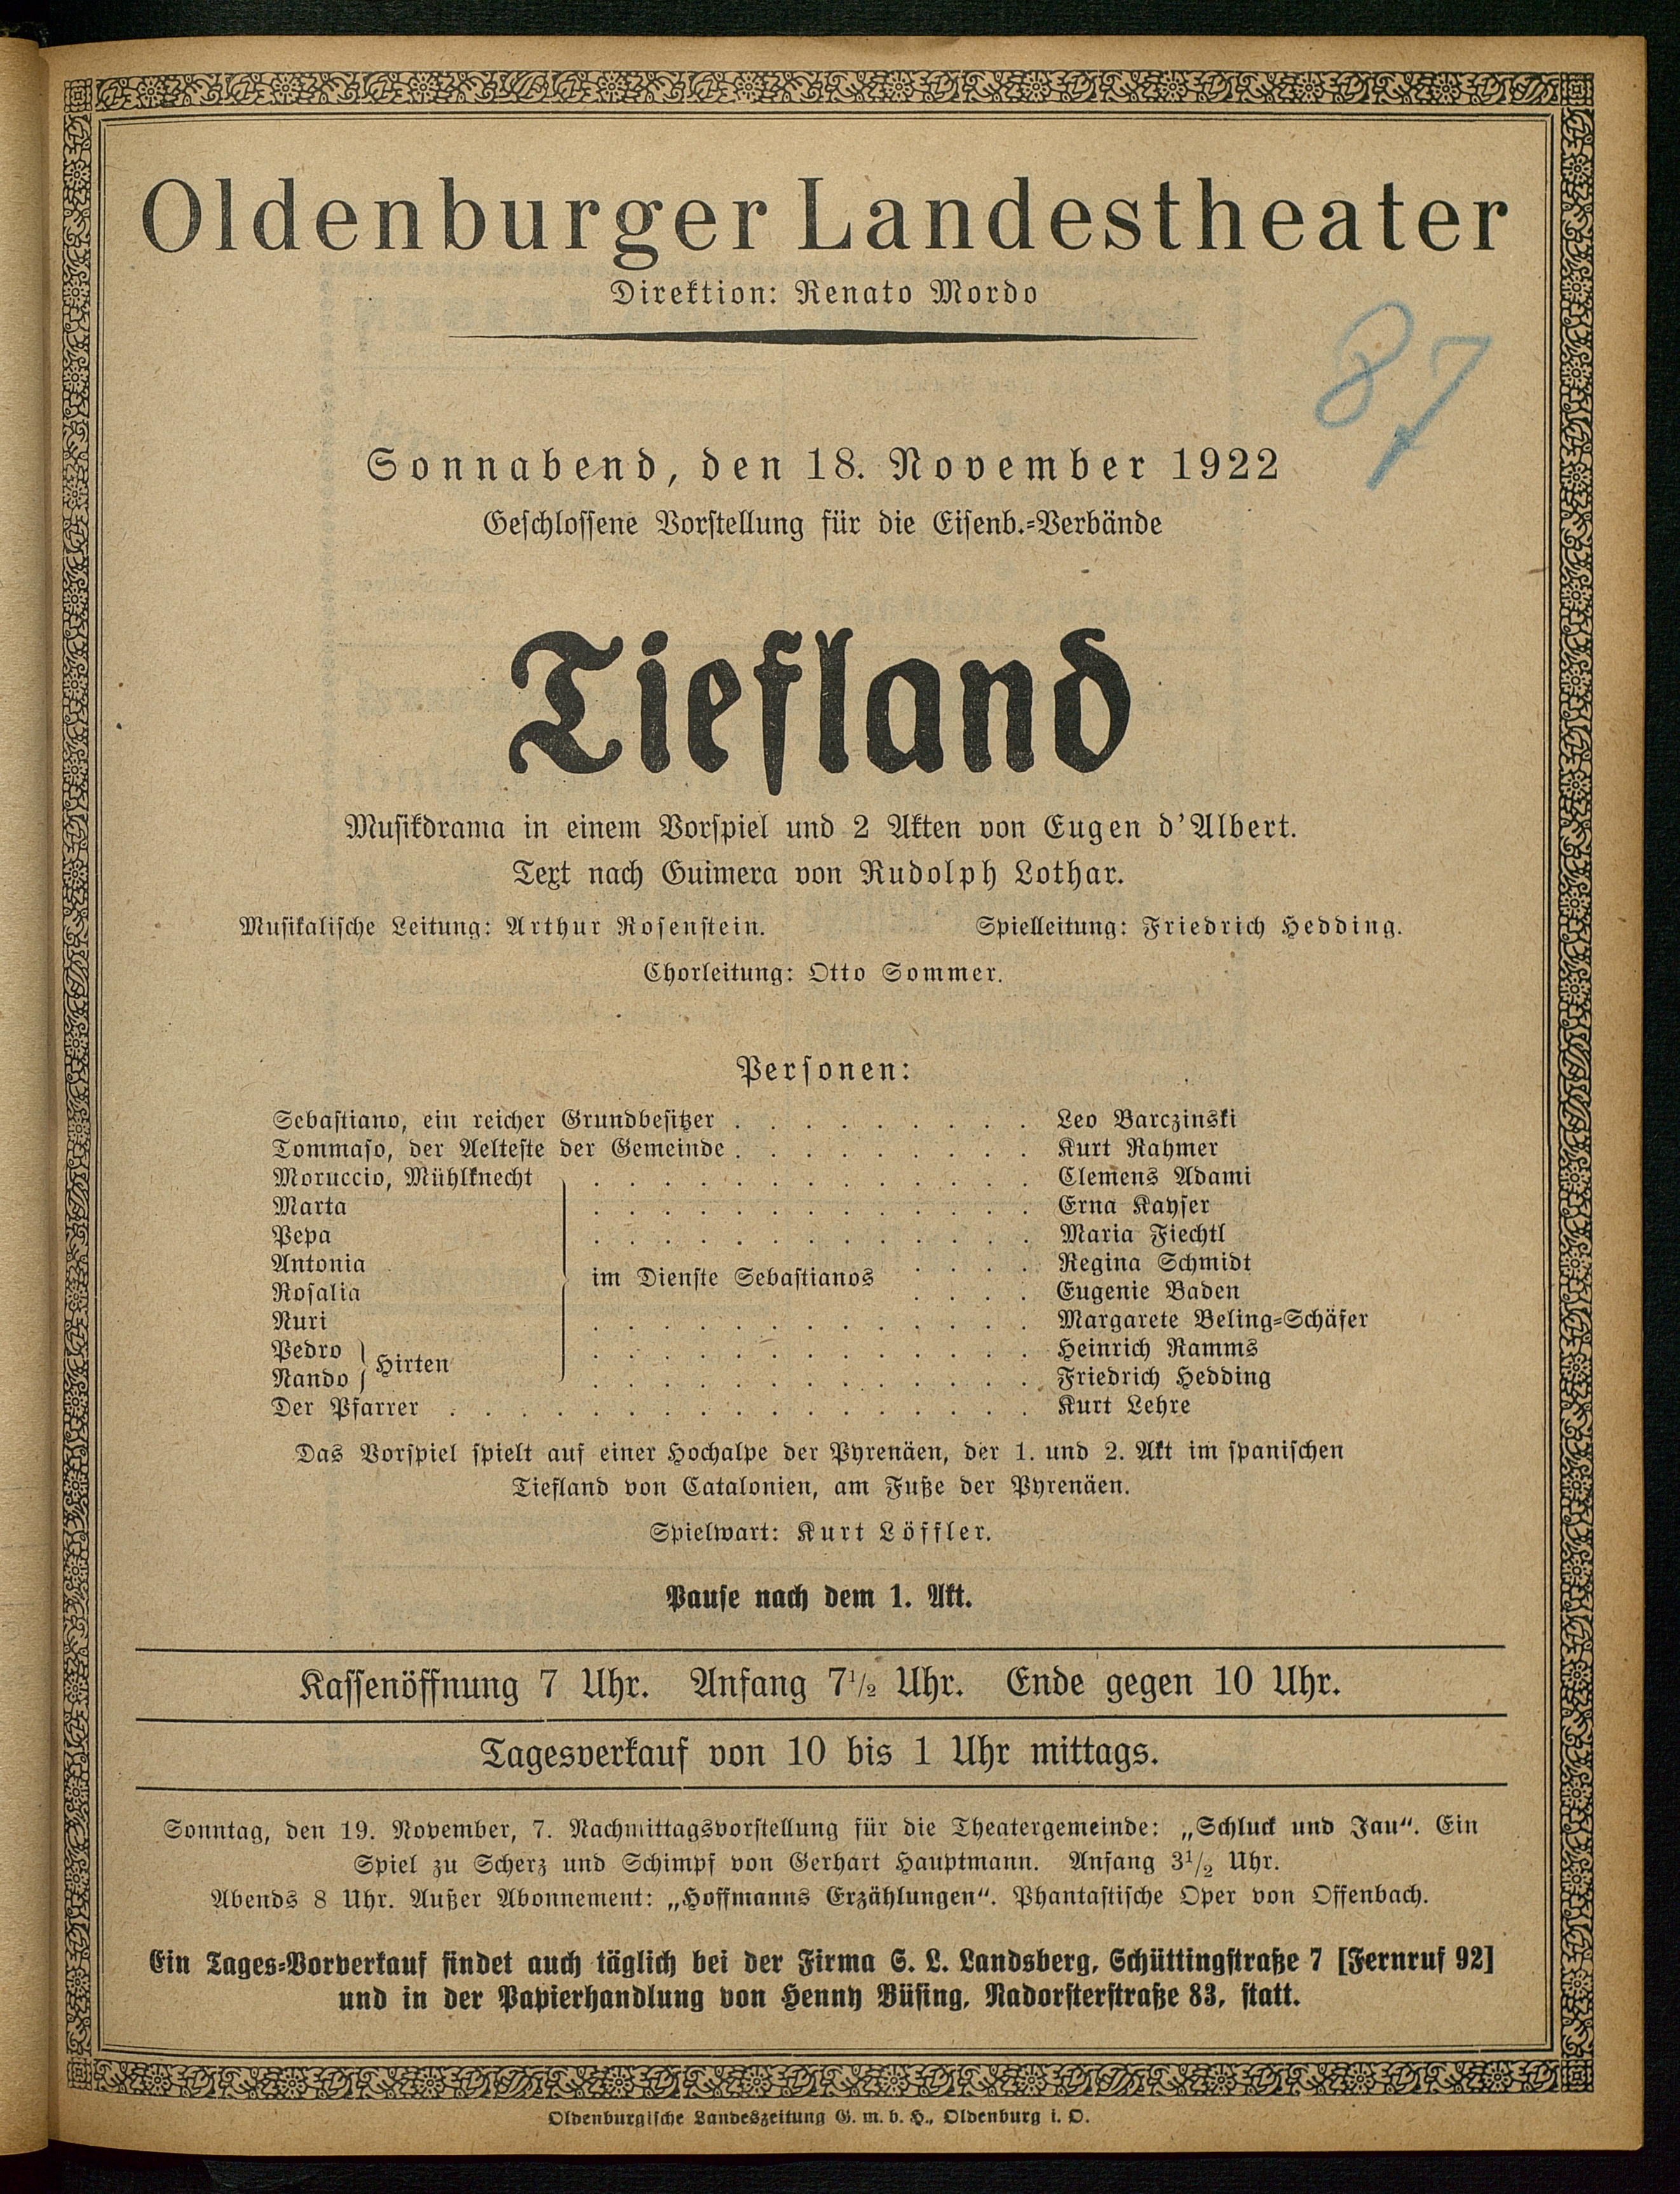 Oldenburger Landestheater
Direktion: Renato Mordo
87
Sonnabend, den 18. November 1922
Geschlossene Vorstellung für die Eisenb.-Verbände
Tiefland
Musikdrama in einem Vorspiel und 2 Akten von Eugen d'Albert.
Text nach Guimera von Rudolph Lothar.
Musikalische Leitung: Arthur Rosenstein. Spielleitung: Friedrich Hedding.
Chorleitung: Otto Sommer.
Personen:
Sebastiano, ein reicher Grundbesitzer . . . . . . . . . Leo Barczinski
Tommaso, der Aelteste der Gemeinde . . . . . . . . . Kurt Rahmer
Moruccio, Mühlknecht . . . . . . . . . . . . . Clemens Adami
Marta . . . . . . . . . . . . . Erna Kayser
Pepa . . . . . . . . . . . . . Maria Fiechtl
Antonia . . . . Regina Schmidt
im Dienste Sebastianos
Rosalia . . . . Eugenie Baden
Nuri . . . . . . . . . . . . . Margarete Beling-Schäfer
Pedro . . . . . . . . . . . . . Heinrich Ramms
Hirten
Nando . . . . . . . . . . . . . Friedrich Hedding
Der Pfarrer . . . . . . . . . . . . . . . . . Kurt Lehre
Das Vorspiel spielt auf einer Hochalpe der Pyrenäen, der 1. und 2. Akt im spanischen
Tiefland von Catalonien, am Fuße der Pyrenäen.
Spielwart: Kurt Löffler.
Pause nach dem 1. Akt.
Kassenöffnung 7 Uhr. Anfang 7½ Uhr. Ende gegen 10 Uhr.
Tagesverkauf von 10 bis 1 Uhr mittags.
Sonntag, den 19. November, 7. Nachmittagsvorstellung für die Theatergemeinde: „Schluck und Jau“. Ein
Spiel zu Scherz und Schimpf von Gerhart Hauptmann. Anfang 3½ Uhr.
Abends 8 Uhr. Außer Abonnement: „Hoffmanns Erzählungen“. Phantastische Oper von Offenbach.
Ein Tages-Vorverkauf findet auch täglich bei der Firma S. L. Landsberg, Schüttingstraße 7 [Fernruf 92]
und in der Papierhandlung von Henny Büsing, Nadorsterstraße 83, statt.
Oldenburgische Landeszeitung G. m. b. H., Oldenburg i. O.